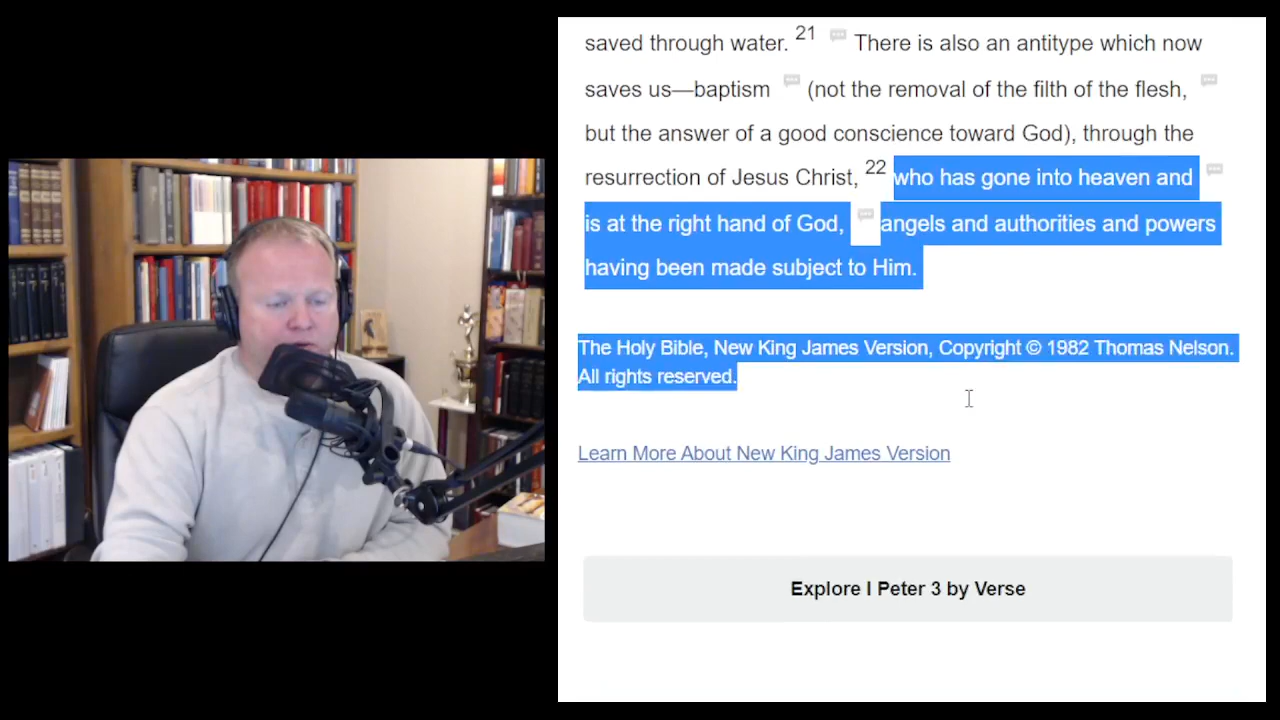 saved through water. 21 There is also an antitype which now
saves us—baptism (not the removal of the filth of the flesh,
but the answer of a good conscience toward God), through the
resurrection of Jesus Christ, 22 who has gone into heaven and
is at the right hand of God, angels and authorities and powers
having been made subject to Him.
The Holy Bible, New King James Version, Copyright © 1982 Thomas Nelson.
All rights reserved.
Learn More About New King James Version
Explore I Peter 3 by Verse